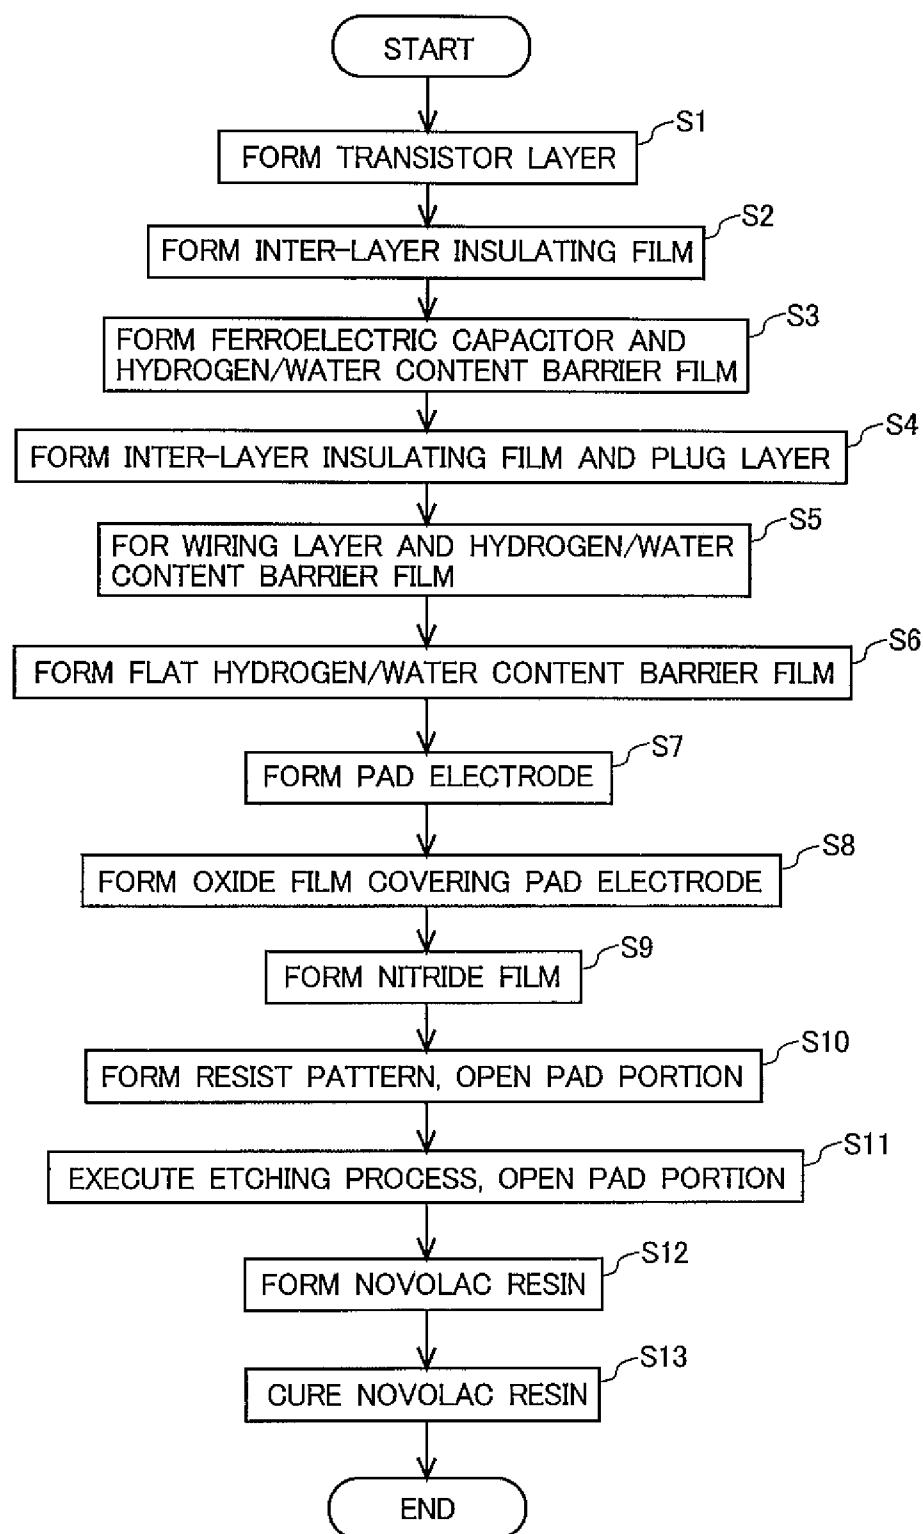 START
S1
FORM TRANSISTOR LAYER
S2
FORM INTER-LAYER INSULATING FILM
S3
FORM FERROELECTRIC CAPACITOR AND
HYDROGEN/WATER CONTENT BARRIER FILM
S4
FORM INTER-LAYER INSULATING FILM AND PLUG LAYER
S5
FOR WIRING LAYER AND HYDROGEN/WATER
CONTENT BARRIER FILM
S6
FORM FLAT HYDROGEN/WATER CONTENT BARRIER FILM
S7
FORM PAD ELECTRODE
S8
FORM OXIDE FILM COVERING PAD ELECTRODE
S9
FORM NITRIDE FILM
S10
FORM RESIST PATTERN, OPEN PAD PORTION
S11
EXECUTE ETCHING PROCESS, OPEN PAD PORTION
S12
FORM NOVOLAC RESIN
S13
CURE NOVOLAC RESIN
END